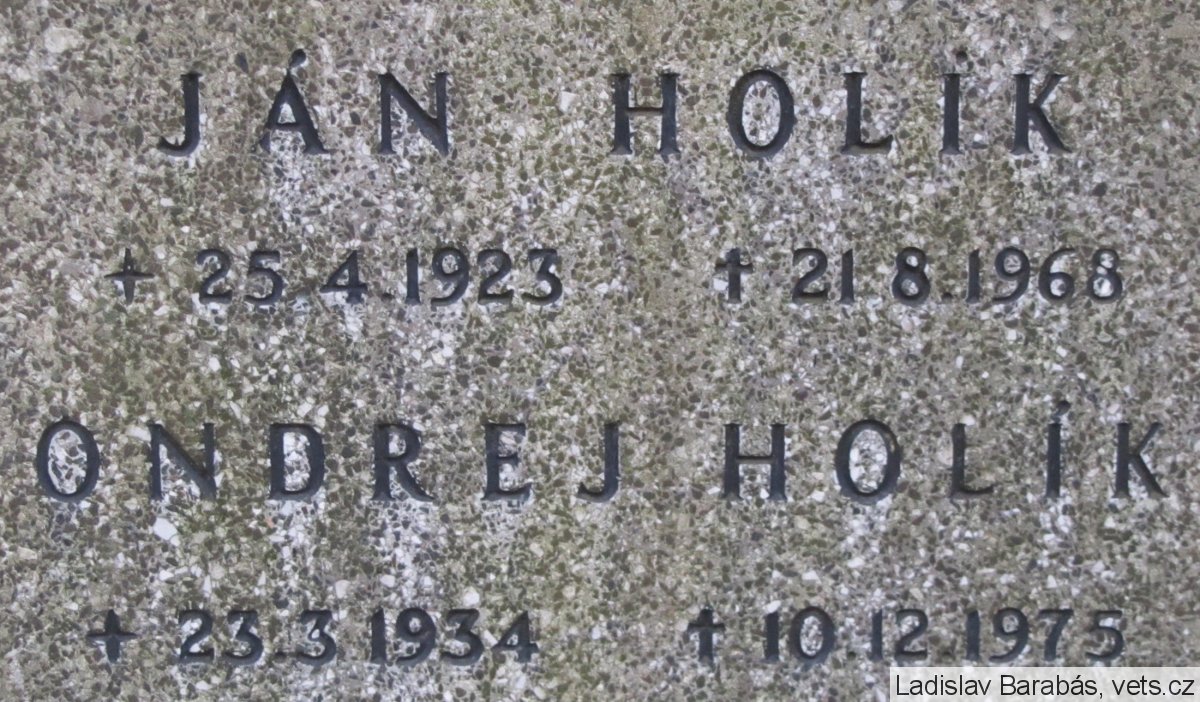 JÁN HOLÍK
+ 25.4.1923 † 21.8.1968
ONDREJ HOLÍK
+ 23.3.1934 † 10.12.1975
Ladislav Barabás, vets.cz